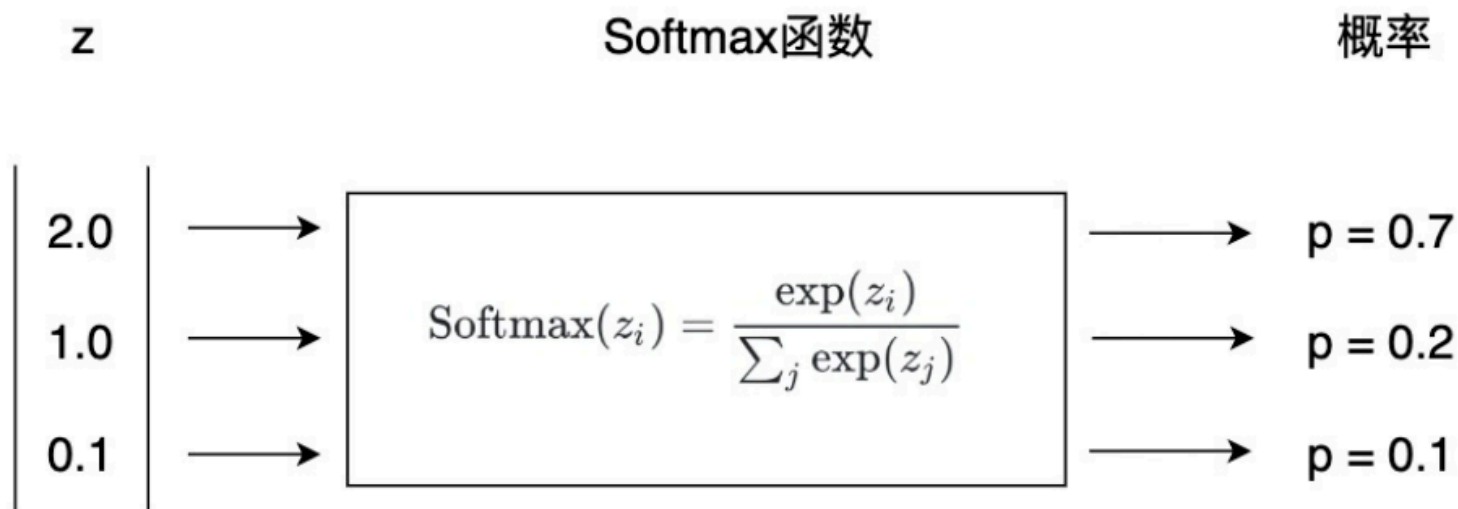 z Softmax函数 概率
2.0 p = 0.7
Softmax(z_i) = exp(z_i) / ∑_j exp(z_j)
1.0 p = 0.2
0.1 p = 0.1